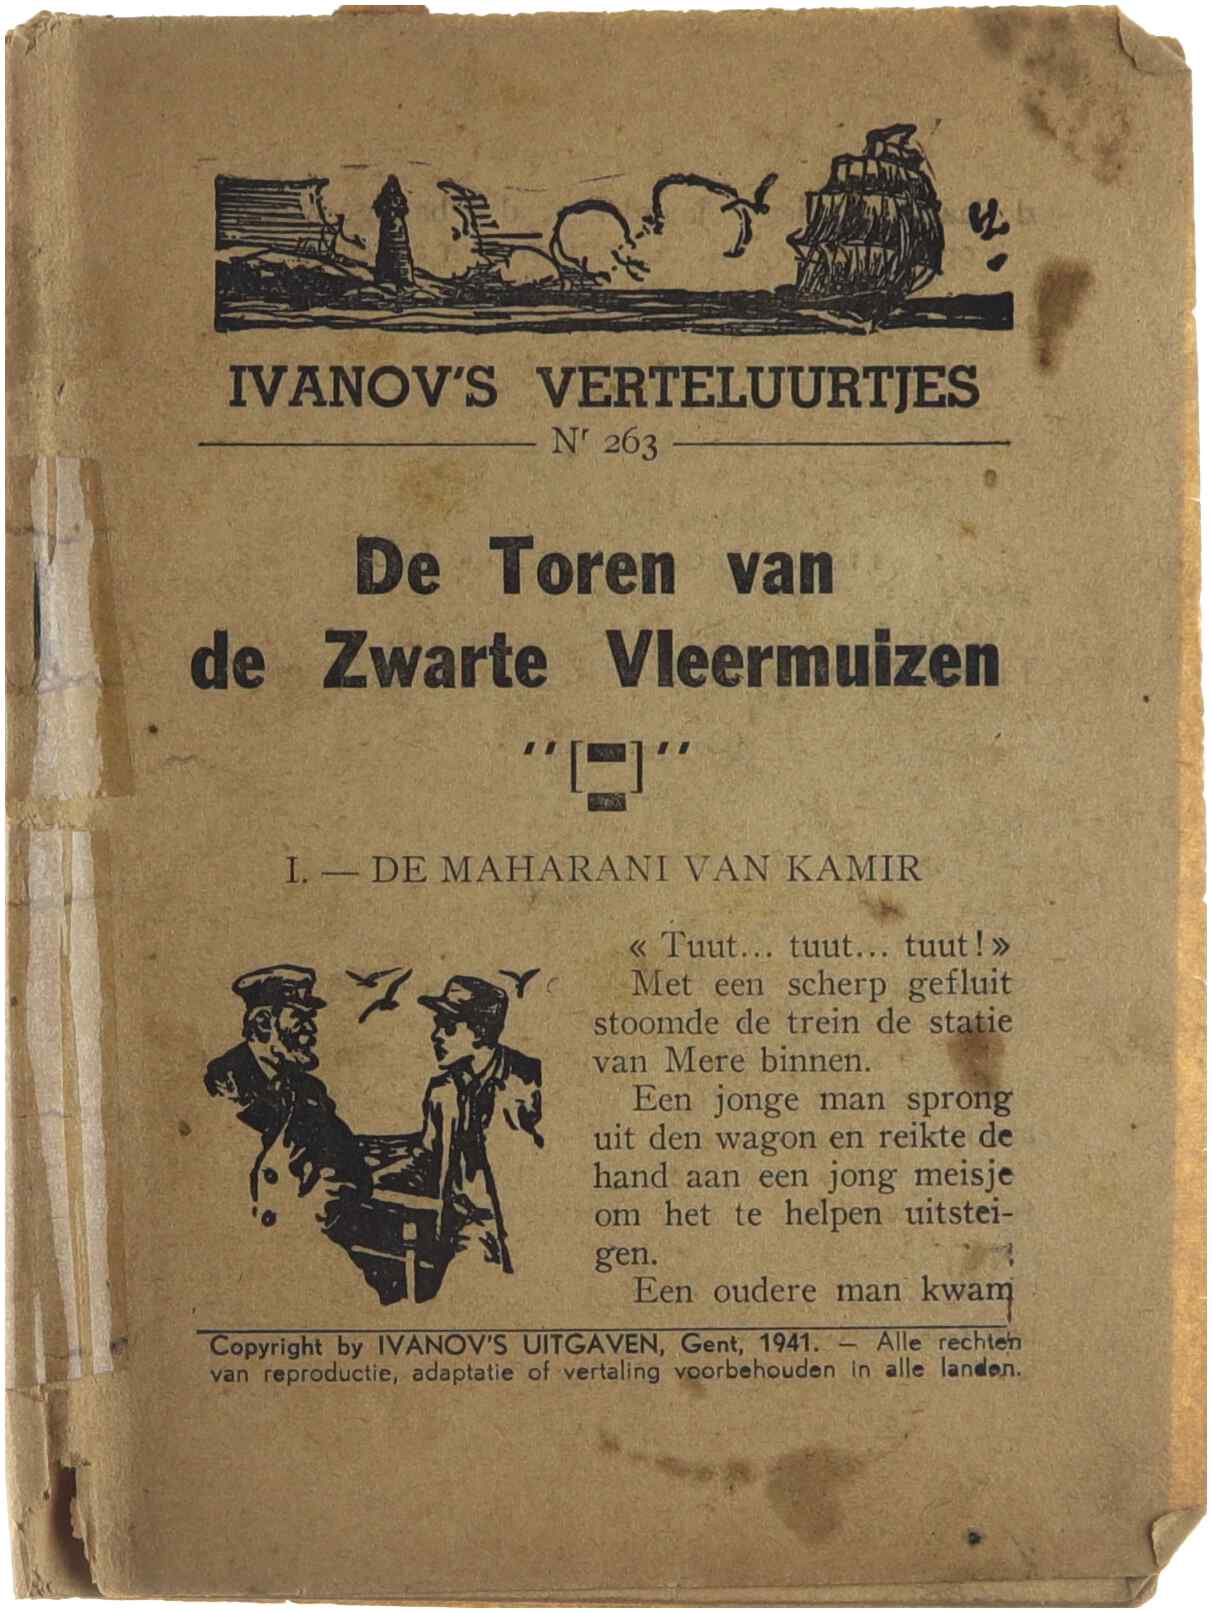 IVANOV'S VERTELUURTJES
Nr 263
De Toren van
de Zwarte Vleermuizen
I. — DE MAHARANI VAN KAMIR
« Tuut... tuut... tuut! »
Met een scherp gefluit
stoomde de trein de statie
van Mere binnen.
Een jonge man sprong
uit den wagon en reikte de
hand aan een jong meisje
om het te helpen uitstei-
gen.
Een oudere man kwam
Copyright by IVANOV'S UITGAVEN, Gent, 1941. — Alle rechten
van reproductie, adaptatie of vertaling voorbehouden in alle landen.